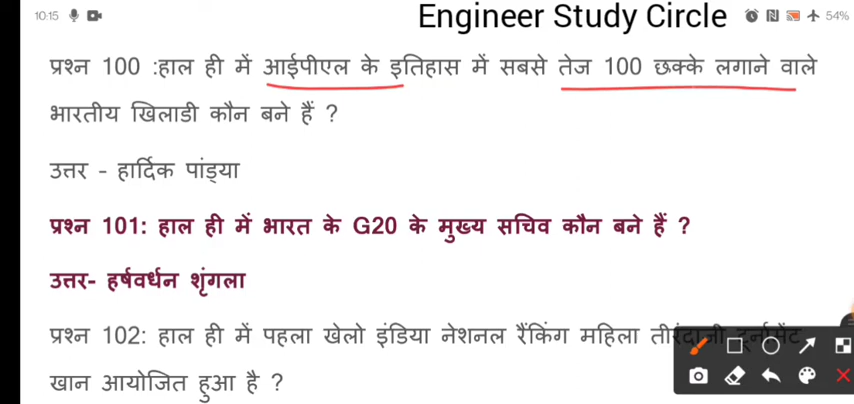 10:15
Engineer Study Circle
54%
प्रश्न 100 :हाल ही में आईपीएल के इतिहास में सबसे तेज 100 छक्के लगाने वाले
भारतीय खिलाडी कौन बने हैं ?
उत्तर - हार्दिक पांड्या
प्रश्न 101: हाल ही में भारत के G20 के मुख्य सचिव कौन बने हैं ?
उत्तर- हर्षवर्धन शृंगला
प्रश्न 102: हाल ही में पहला खेलो इंडिया नेशनल रैंकिंग महिला तीरंदाजी टूर्नामेंट
खान आयोजित हुआ है ?